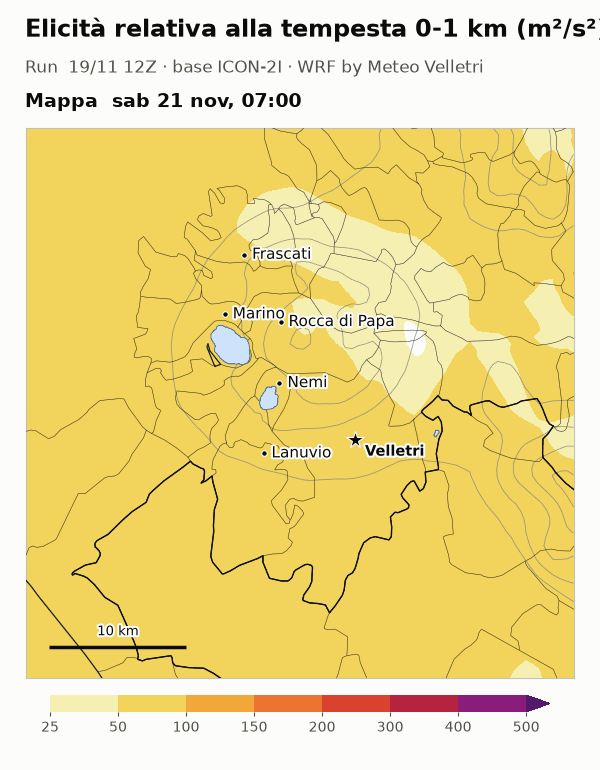 Elicità relativa alla tempesta 0-1 km (m²/s²)
Run 19/11 12Z · base ICON-2I · WRF by Meteo Velletri
Mappa sab 21 nov, 07:00
Frascati
Marino
Rocca di Papa
Nemi
Lanuvio
Velletri
10 km
25 50 100 150 200 300 400 500